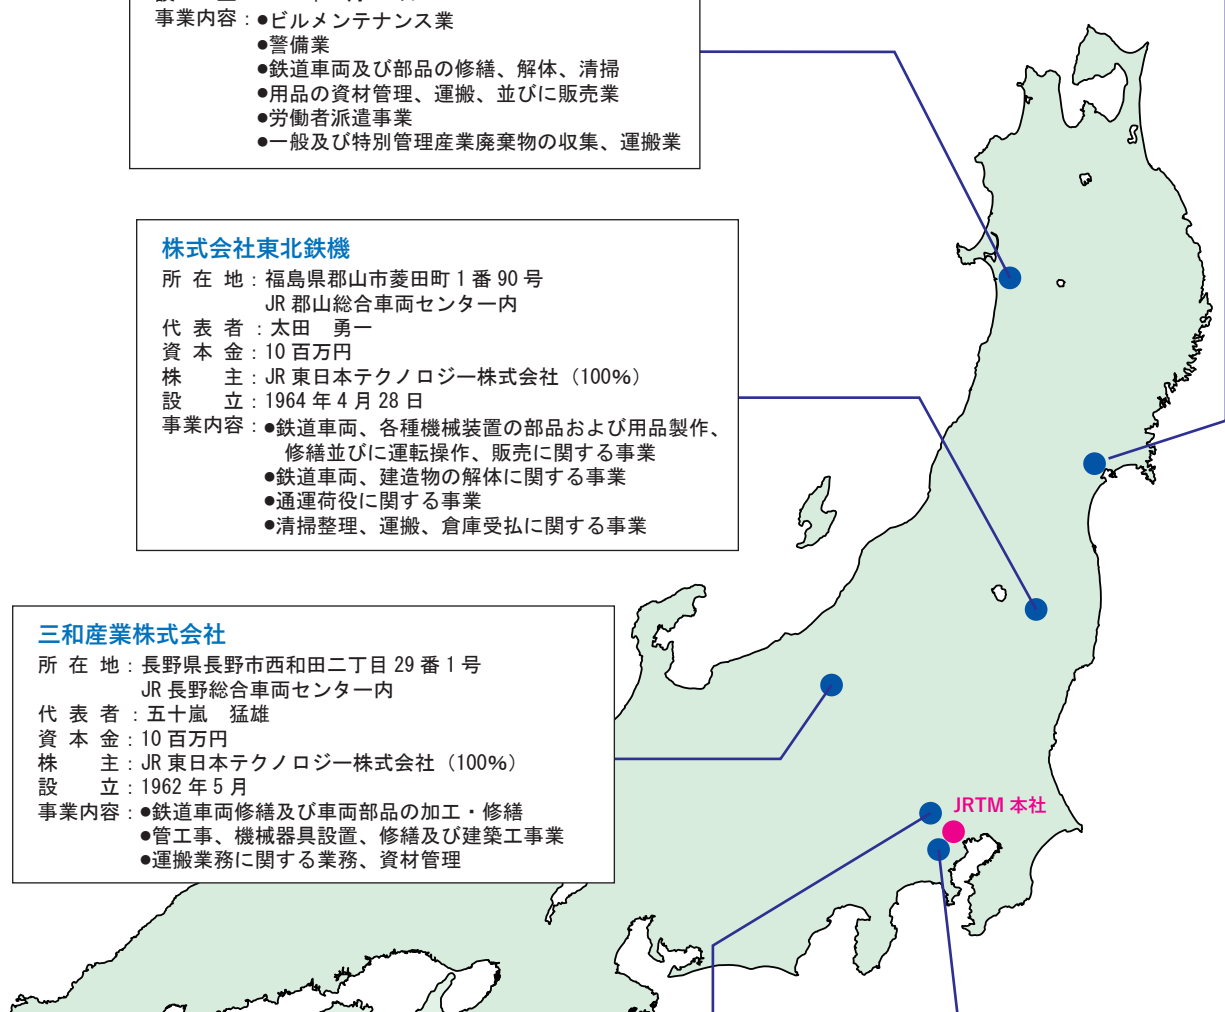 事業内容：●ビルメンテナンス業
●警備業
●鉄道車両及び部品の修繕、解体、清掃
●用品の資材管理、運搬、並びに販売業
●労働者派遣事業
●一般及び特別管理産業廃棄物の収集、運搬業
株式会社東北鉄機
所 在 地：福島県郡山市菱田町1番90号
JR郡山総合車両センター内
代 表 者：太田　勇一
資 本 金：10百万円
株　　主：JR東日本テクノロジー株式会社（100%）
設　　立：1964年4月28日
事業内容：●鉄道車両、各種機械装置の部品および用品製作、
修繕並びに運転操作、販売に関する事業
●鉄道車両、建造物の解体に関する事業
●通運荷役に関する事業
●清掃整理、運搬、倉庫受払に関する事業
三和産業株式会社
所 在 地：長野県長野市西和田二丁目29番1号
JR長野総合車両センター内
代 表 者：五十嵐　猛雄
資 本 金：10百万円
株　　主：JR東日本テクノロジー株式会社（100%）
設　　立：1962年5月
事業内容：●鉄道車両修繕及び車両部品の加工・修繕
●管工事、機械器具設置、修繕及び建築工事業
●運搬業務に関する業務、資材管理
JRTM 本社